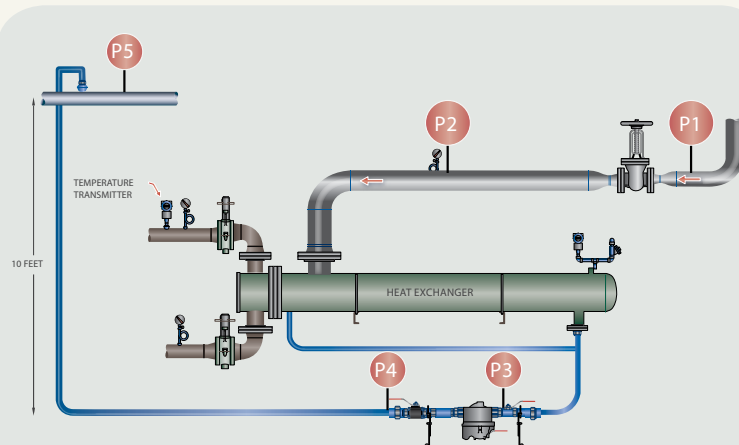 P5
P2
P1
TEMPERATURE
TRANSMITTER
10 FEET
HEAT EXCHANGER
P4
P3